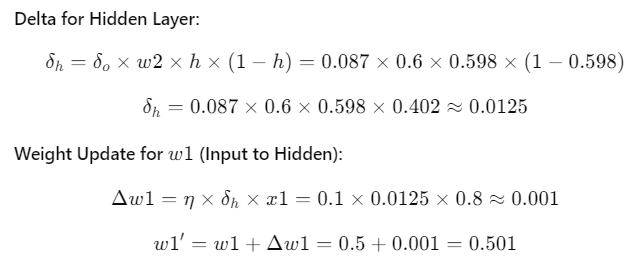 Delta for Hidden Layer:
δₕ = δₒ × w2 × h × (1 − h) = 0.087 × 0.6 × 0.598 × (1 − 0.598)
δₕ = 0.087 × 0.6 × 0.598 × 0.402 ≈ 0.0125
Weight Update for w1 (Input to Hidden):
Δw1 = η × δₕ × x1 = 0.1 × 0.0125 × 0.8 ≈ 0.001
w1′ = w1 + Δw1 = 0.5 + 0.001 = 0.501